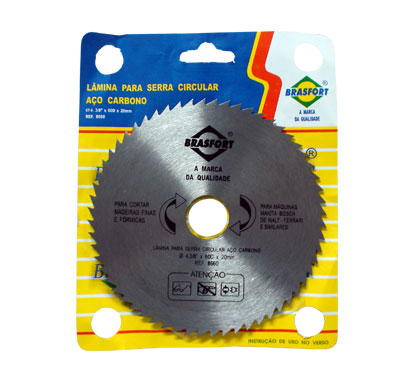 LÂMINA PARA SERRA CIRCULAR
AÇO CARBONO
Ø 4. 3/8" x 60D x 20mm
REF. 8660
BRASFORT
A MARCA
DA QUALIDADE
®
BRASFORT
A MARCA
DA QUALIDADE
PARA CORTAR
MADEIRAS FINAS
E FÓRMICAS
PARA MÁQUINAS
MAKITA-BOSCH
DE WALT - FERRARI
E SIMILARES
LÂMINA PARA SERRA CIRCULAR AÇO CARBONO
Ø 4.3/8" x 60D x 20mm
REF. 8660
ATENÇÃO
INSTRUÇÃO DE USO NO VERSO